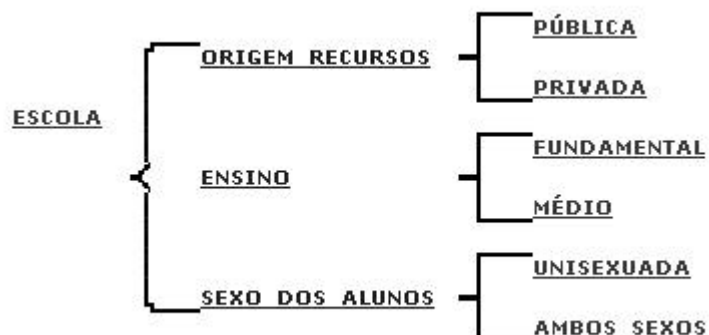 ESCOLA
ORIGEM RECURSOS
PÚBLICA
PRIVADA
ENSINO
FUNDAMENTAL
MÉDIO
SEXO DOS ALUNOS
UNISEXUADA
AMBOS SEXOS